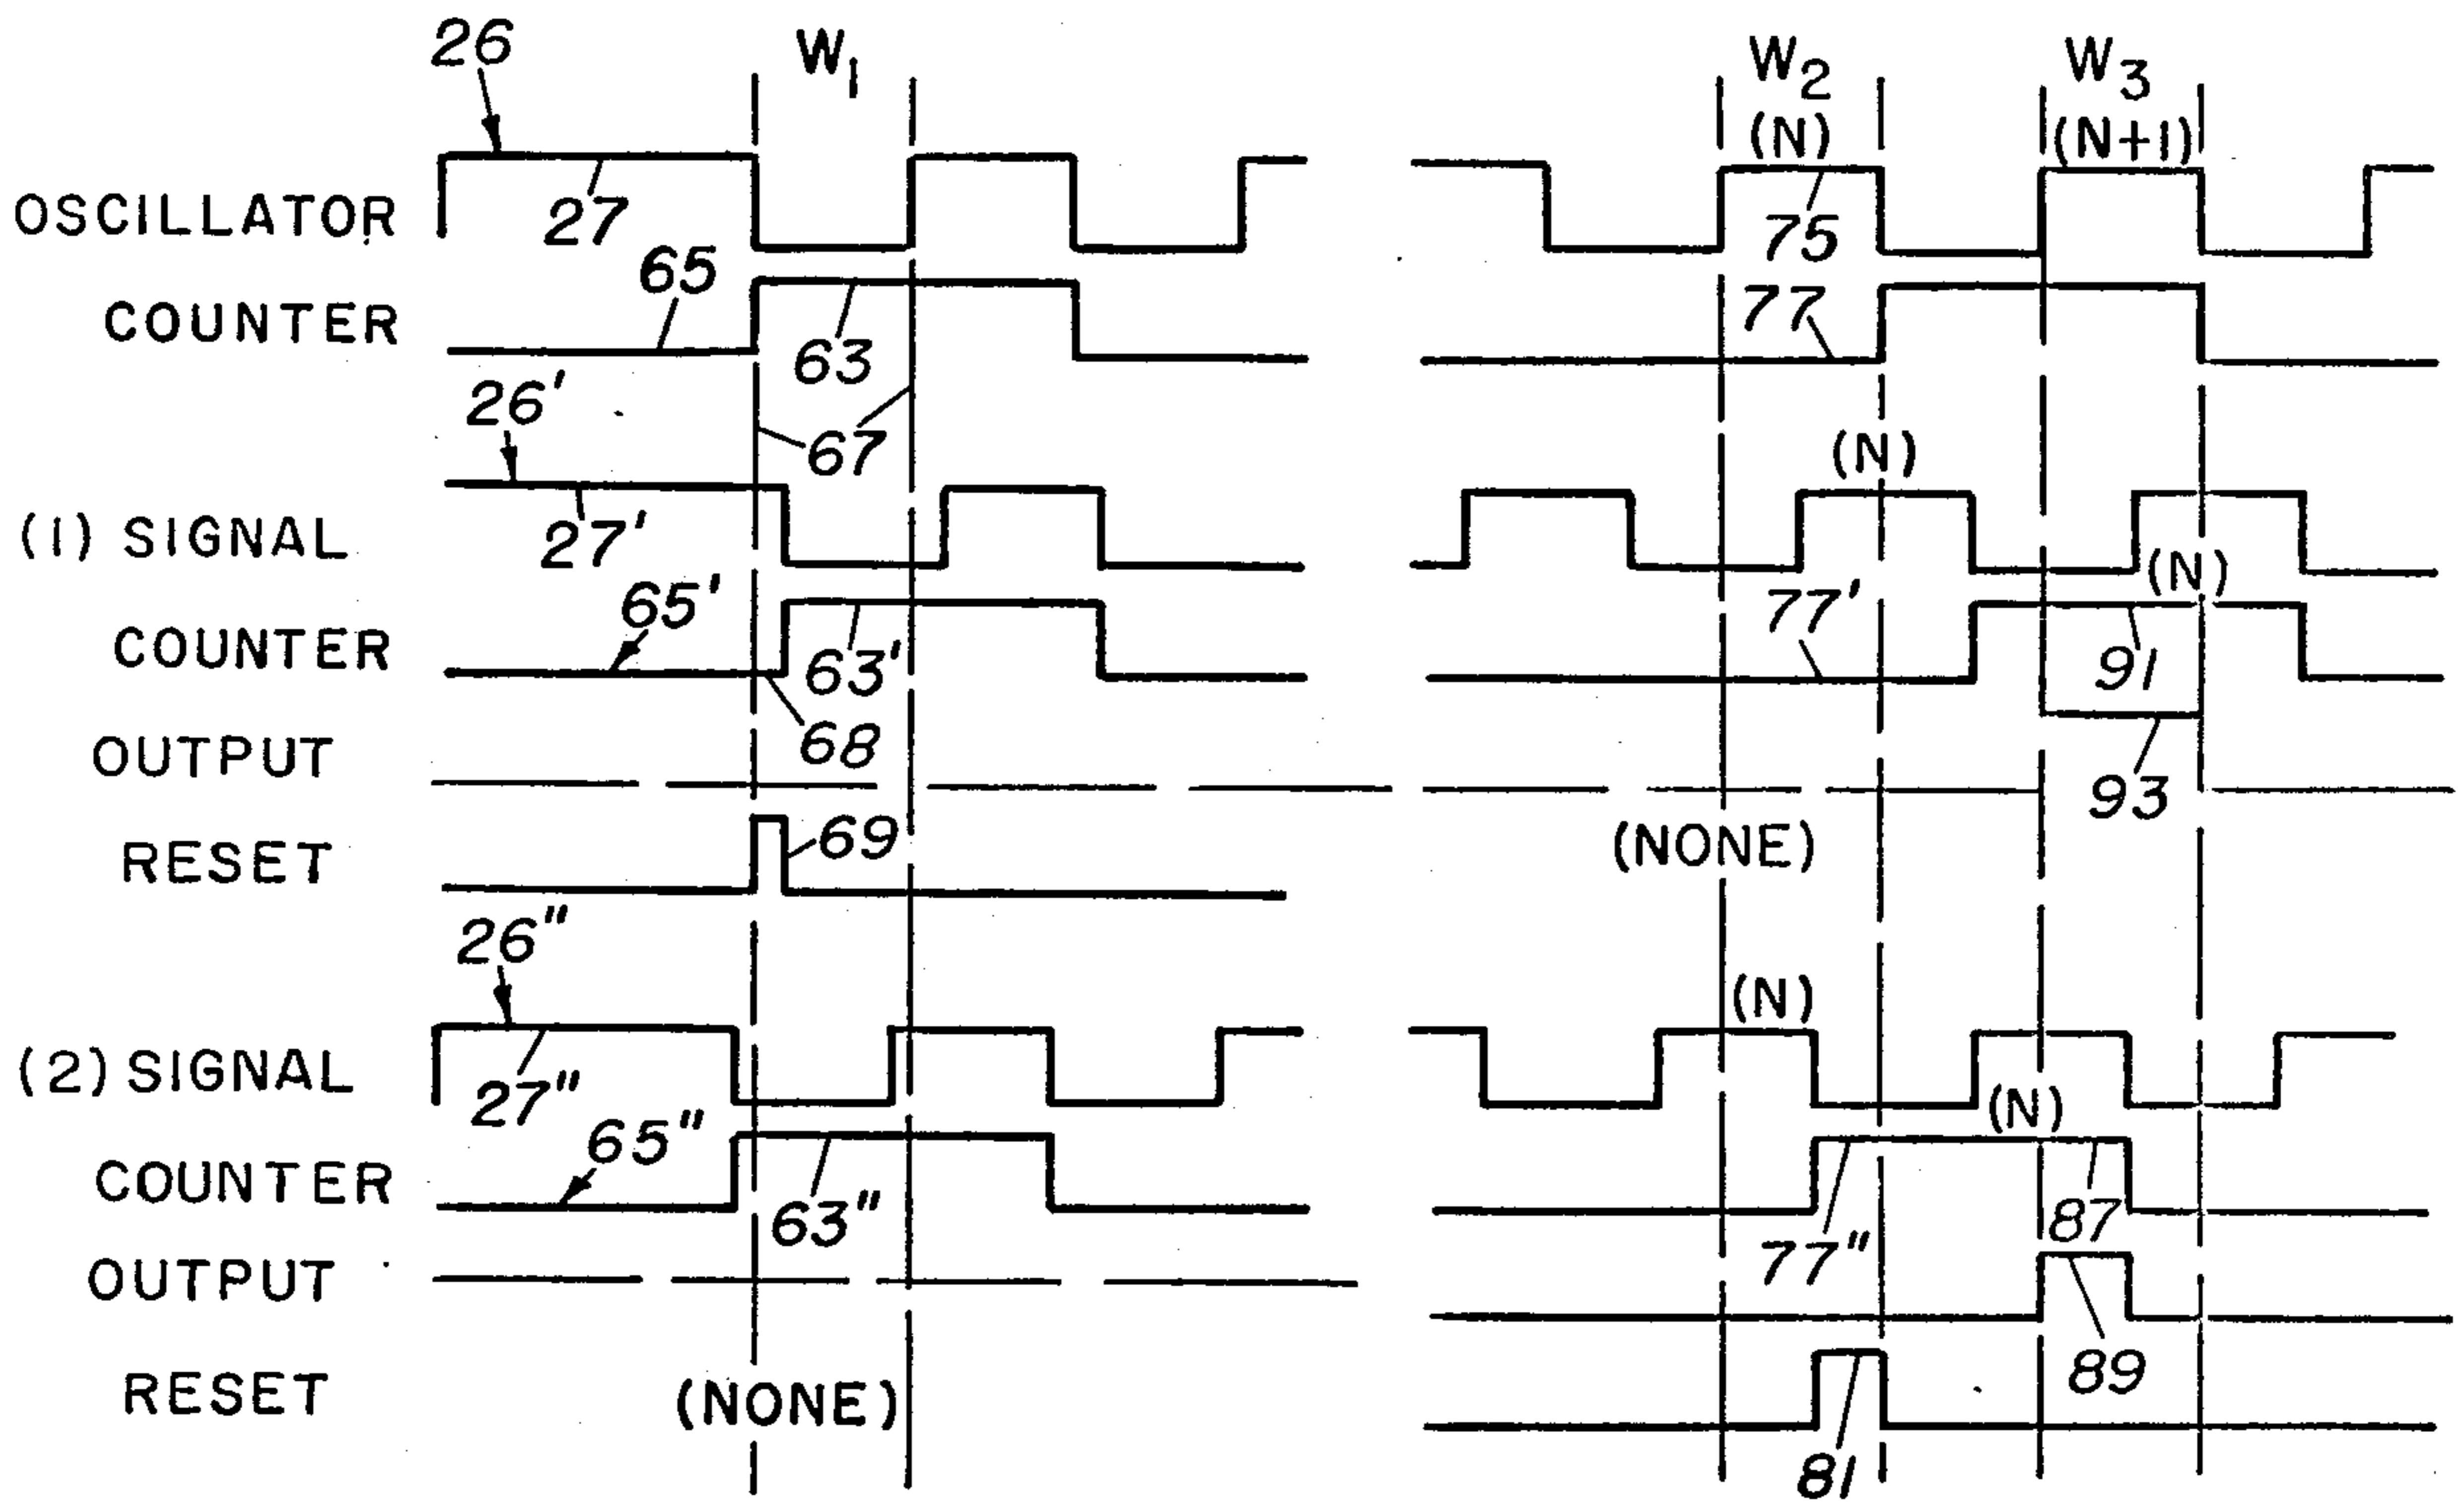 26
W1
W2
W3
(N)
(N+1)
OSCILLATOR
27
75
65
COUNTER
63
77
26'
67
(N)
(1) SIGNAL
27'
(N)
65'
77'
COUNTER
63'
91
68
OUTPUT
93
69
RESET
(NONE)
26"
(N)
(2) SIGNAL
27"
(N)
65"
COUNTER
63"
87
77"
OUTPUT
89
RESET
(NONE)
81